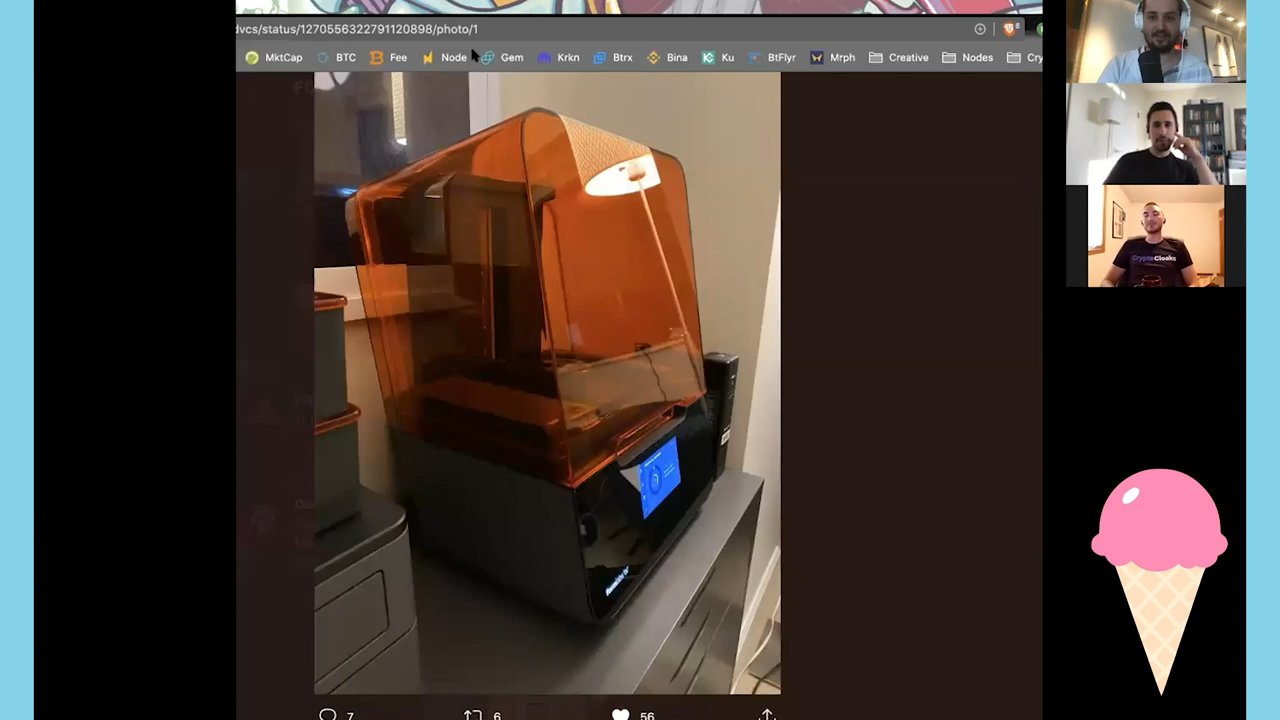 dvcs/status/1270556322791120898/photo/1
MktCap BTC Fee Node Gem Krkn Btrx Bina Ku BtFlyr Mrph Creative Nodes Cry
CryptoCloaks
7 6 56